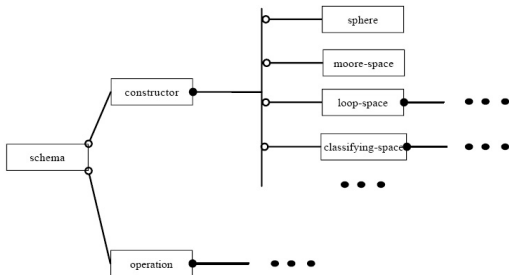 sphere
moore-space
constructor
loop-space
schema
classifying-space
operation